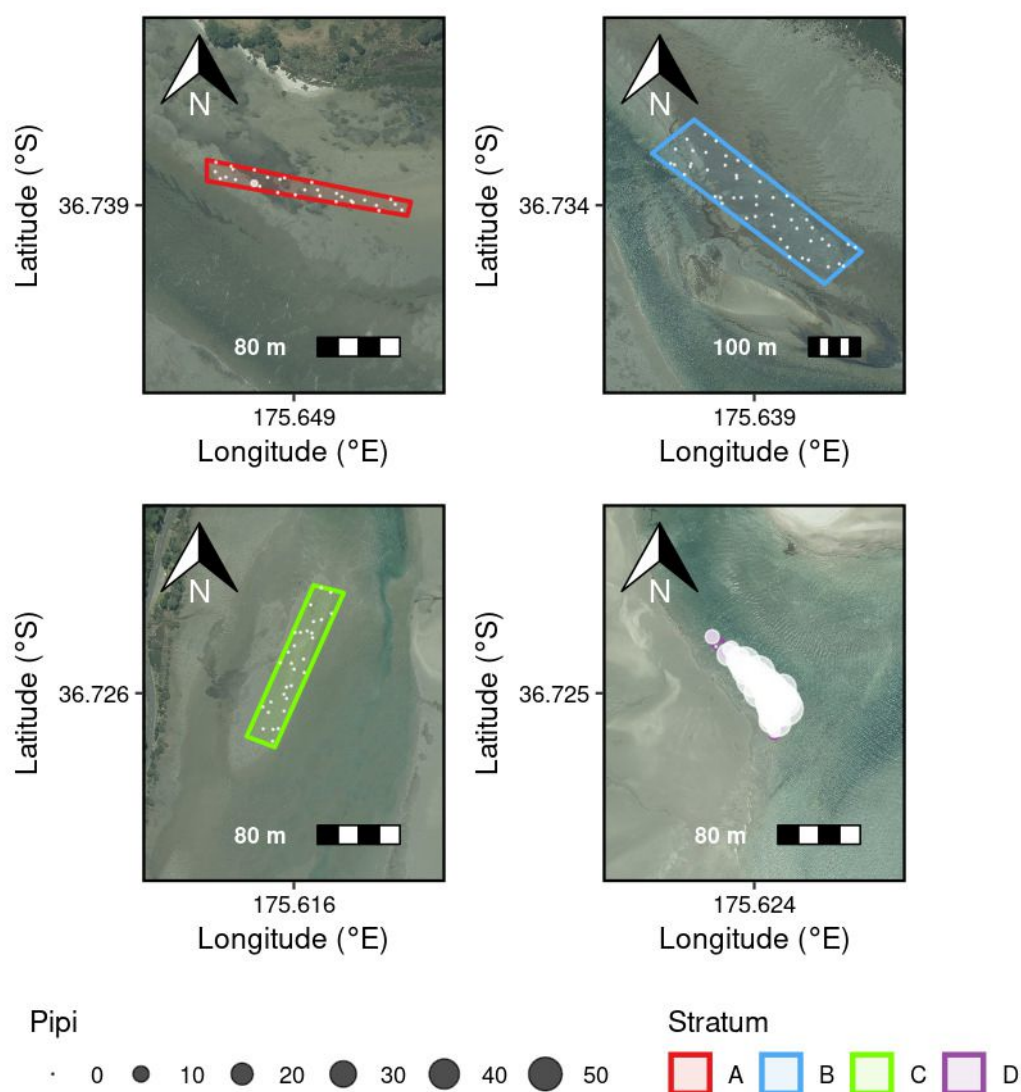 N
N
Latitude (°S)
36.739
80 m
175.649
Longitude (°E)
Latitude (°S)
36.734
100 m
175.639
Longitude (°E)
N
N
Latitude (°S)
36.726
80 m
175.616
Longitude (°E)
Latitude (°S)
36.725
80 m
175.624
Longitude (°E)
Pipi
0 10 20 30 40 50
Stratum
A B C D